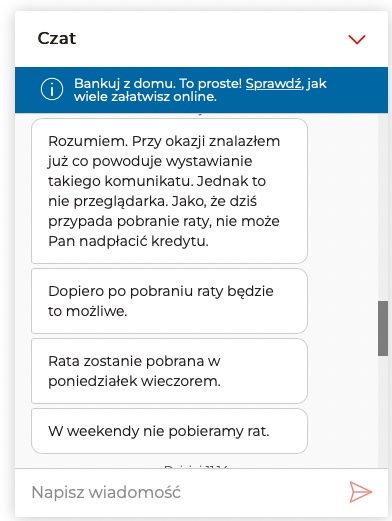 Czat
Bankuj z domu. To proste! Sprawdź, jak
wiele załatwisz online.
Rozumiem. Przy okazji znalazłem
już co powoduje wystawianie
takiego komunikatu. Jednak to
nie przeglądarka. Jako, że dziś
przypada pobranie raty, nie może
Pan nadpłacić kredytu.
Dopiero po pobraniu raty będzie
to możliwe.
Rata zostanie pobrana w
poniedziałek wieczorem.
W weekendy nie pobieramy rat.
Napisz wiadomość